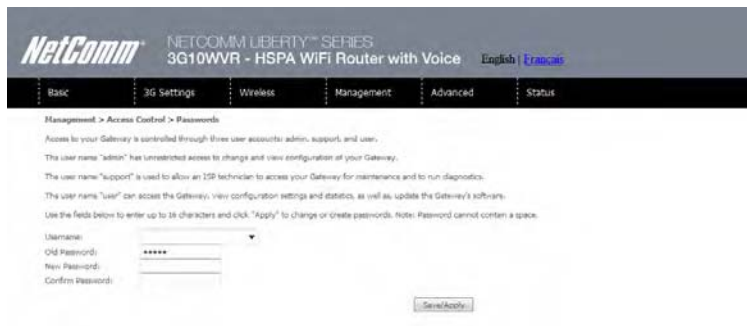 NetComm™ NETCOMM LIBERTY™ SERIES
3G10WVR - HSPA WiFi Router with Voice English | Français
Basic 3G Settings Wireless Management Advanced Status
Management > Access Control > Passwords
Access to your Gateway is controlled through three user accounts: admin, support, and user.
The user name "admin" has unrestricted access to change and view configuration of your Gateway.
The user name "support" is used to allow an ISP technician to access your Gateway for maintenance and to run diagnostics.
The user name "user" can access the Gateway, view configuration settings and statistics, as well as, update the Gateway's software.
Use the fields below to enter up to 16 characters and click "Apply" to change or create passwords. Note: Password cannot contain a space.
Username:
Old Password: •••••
New Password:
Confirm Password:
Save/Apply